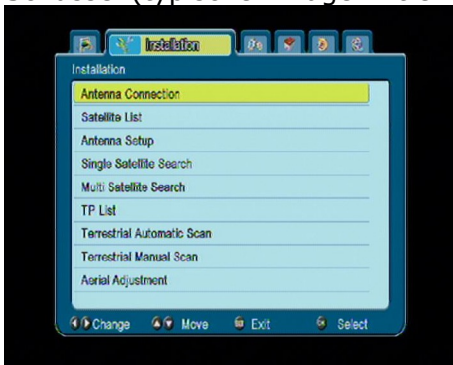 Installation
Installation
Antenna Connection
Satellite List
Antenna Setup
Single Satellite Search
Multi Satellite Search
TP List
Terrestrial Automatic Scan
Terrestrial Manual Scan
Aerial Adjustment
Change Move Exit Select